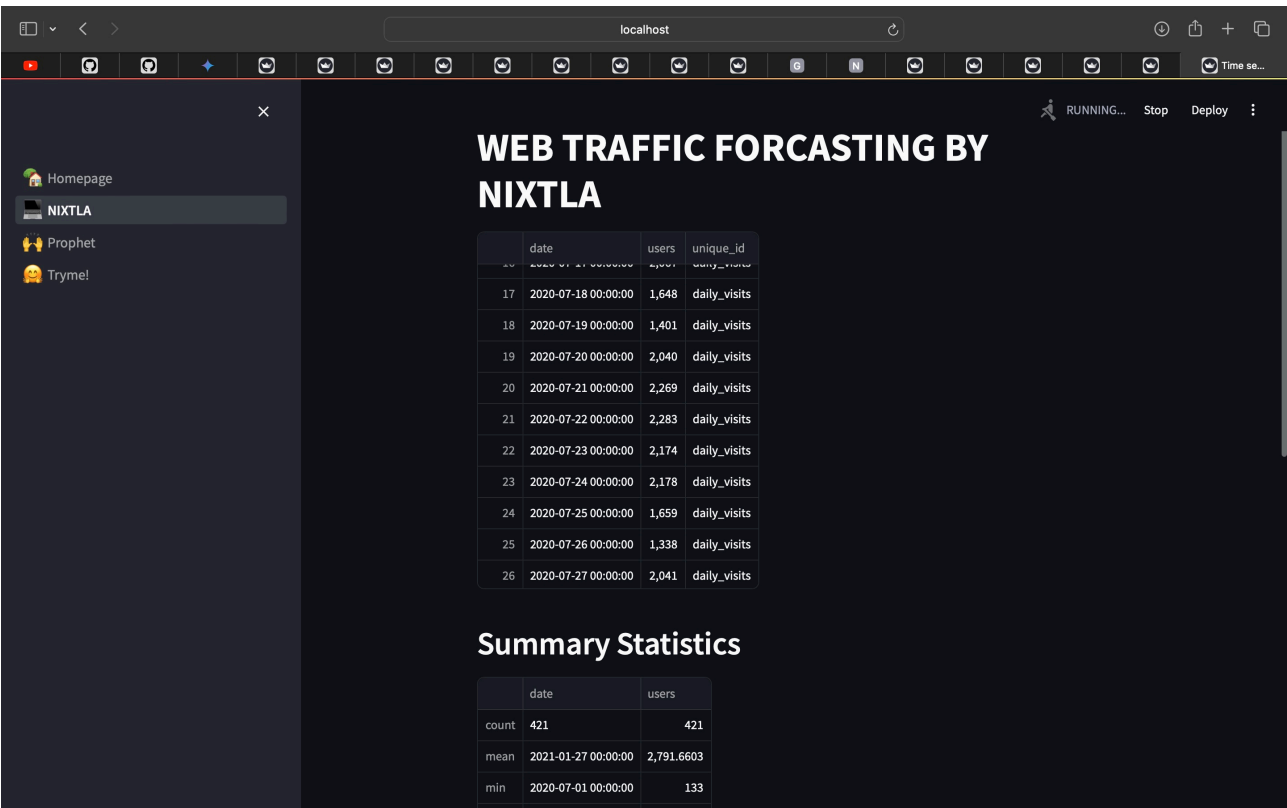 localhost
G
N
Time se...
RUNNING...
Stop
Deploy
Homepage
NIXTLA
Prophet
Tryme!
WEB TRAFFIC FORCASTING BY
NIXTLA
date users unique_id
17 2020-07-18 00:00:00 1,648 daily_visits
18 2020-07-19 00:00:00 1,401 daily_visits
19 2020-07-20 00:00:00 2,040 daily_visits
20 2020-07-21 00:00:00 2,269 daily_visits
21 2020-07-22 00:00:00 2,283 daily_visits
22 2020-07-23 00:00:00 2,174 daily_visits
23 2020-07-24 00:00:00 2,178 daily_visits
24 2020-07-25 00:00:00 1,659 daily_visits
25 2020-07-26 00:00:00 1,338 daily_visits
26 2020-07-27 00:00:00 2,041 daily_visits
Summary Statistics
date users
count 421 421
mean 2021-01-27 00:00:00 2,791.6603
min 2020-07-01 00:00:00 133